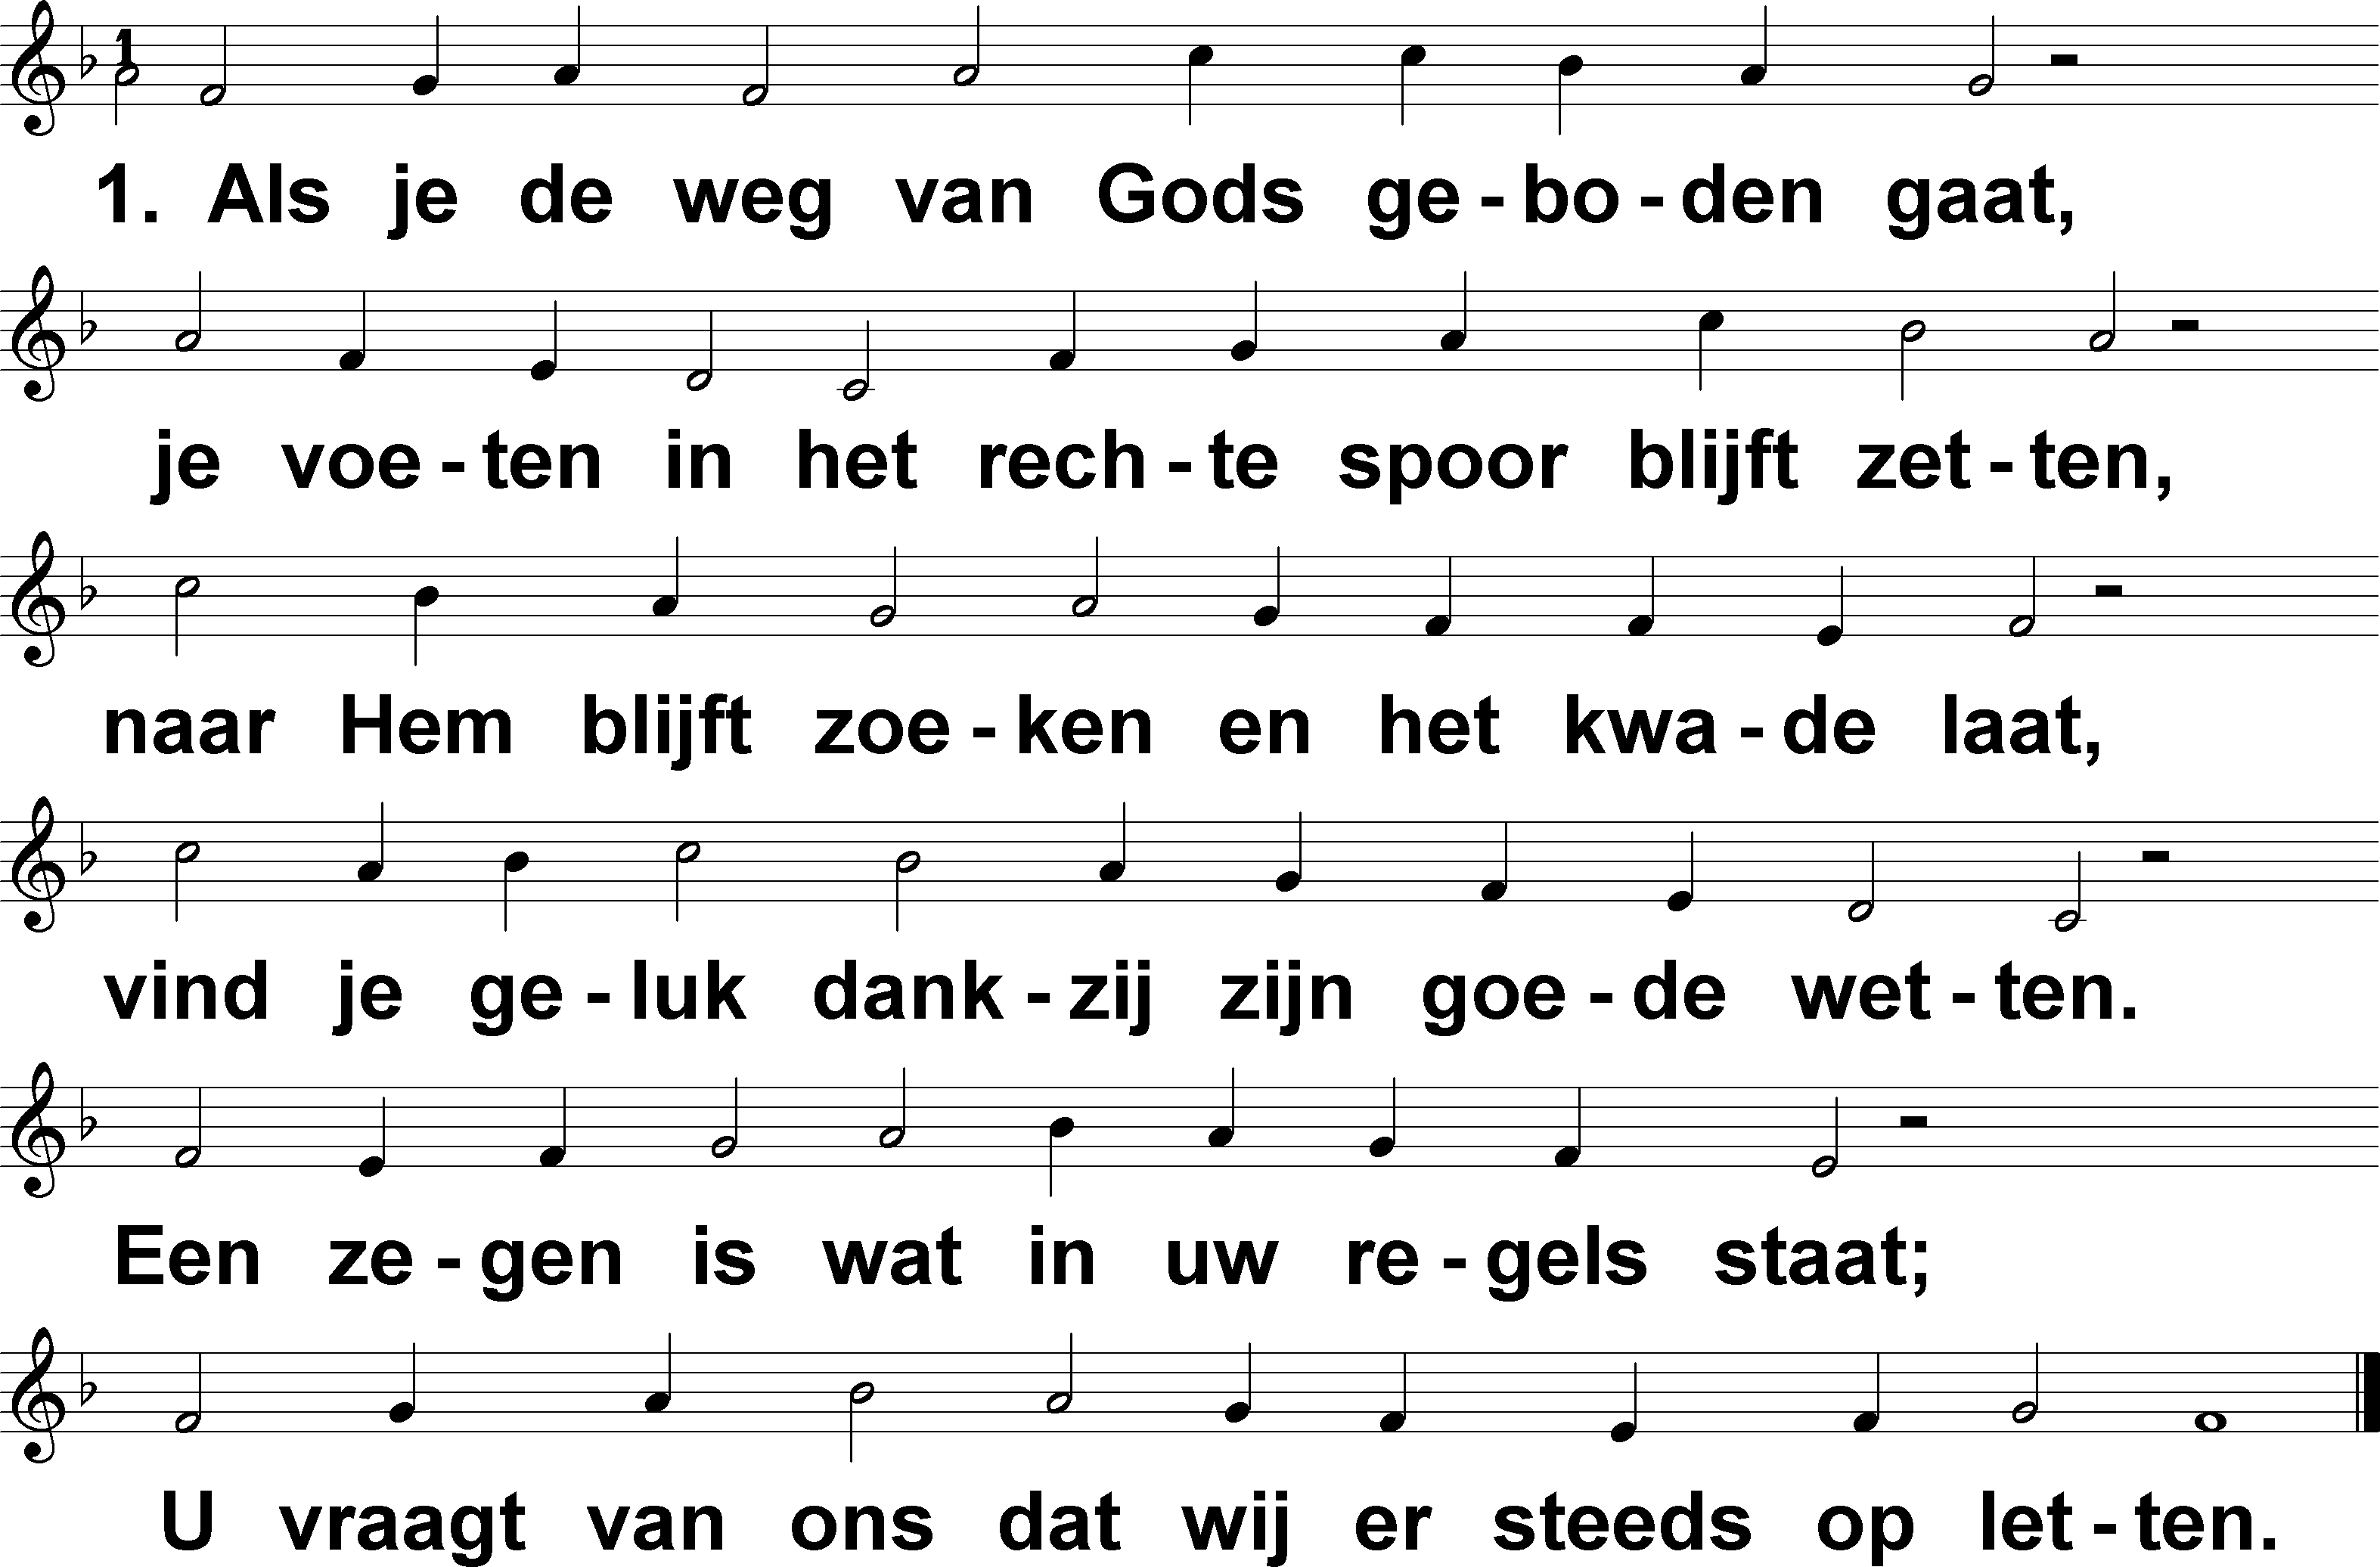 1
1. Als je de weg van Gods ge - bo - den gaat,
je voe - ten in het rech - te spoor blijft zet - ten,
naar Hem blijft zoe - ken en het kwa - de laat,
vind je ge - luk dank - zij zijn goe - de wet - ten.
Een ze - gen is wat in uw re - gels staat;
U vraagt van ons dat wij er steeds op let - ten.